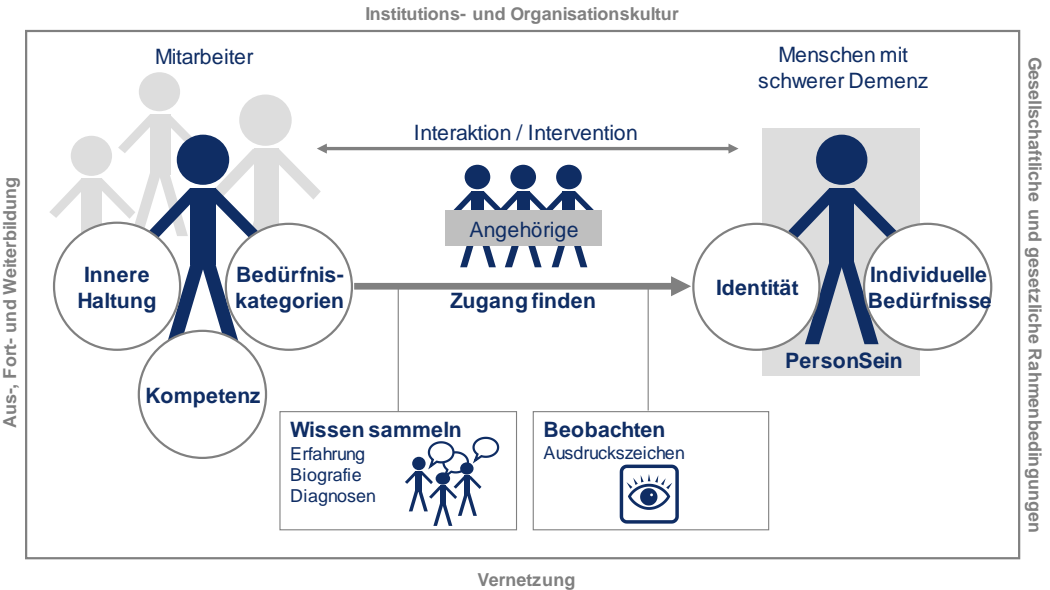 Institutions- und Organisationskultur
Mitarbeiter
Menschen mit
schwerer Demenz
Interaktion / Intervention
Angehörige
Innere
Haltung
Bedürfnis-
kategorien
Kompetenz
Zugang finden
Identität
Individuelle
Bedürfnisse
PersonSein
Wissen sammeln
Erfahrung
Biografie
Diagnosen
Beobachten
Ausdruckszeichen
Aus-, Fort- und Weiterbildung
Gesellschaftliche und gesetzliche Rahmenbedingungen
Vernetzung